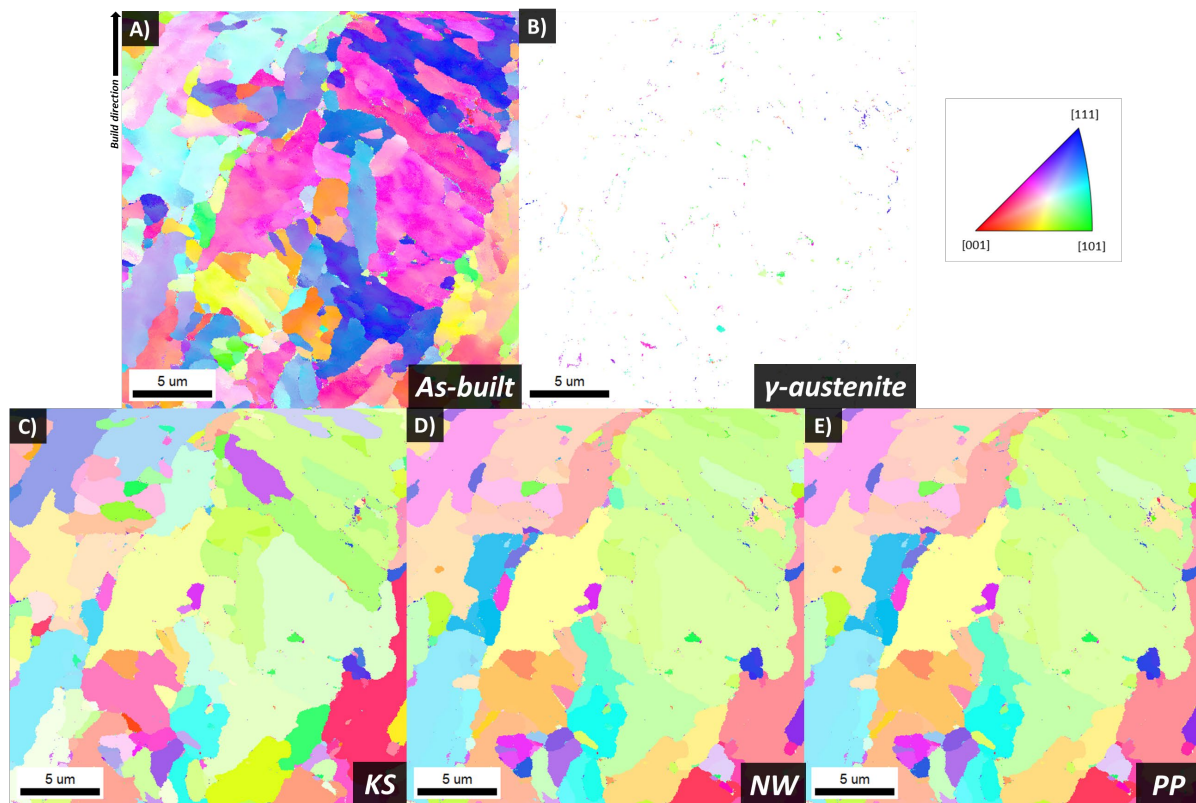 A)
B)
Build direction
[111]
[001]
[101]
5 um
As-built
5 um
γ-austenite
C)
D)
E)
5 um
KS
5 um
NW
5 um
PP